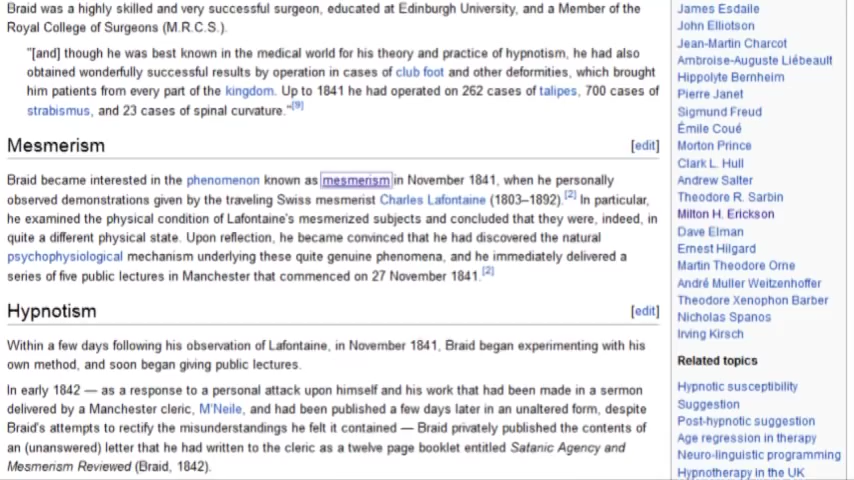 Braid was a highly skilled and very successful surgeon, educated at Edinburgh University, and a Member of the
Royal College of Surgeons (M.R.C.S.).
"[and] though he was best known in the medical world for his theory and practice of hypnotism, he had also
obtained wonderfully successful results by operation in cases of club foot and other deformities, which brought
him patients from every part of the kingdom. Up to 1841 he had operated on 262 cases of talipes, 700 cases of
strabismus, and 23 cases of spinal curvature."[9]
Mesmerism [edit]
Braid became interested in the phenomenon known as mesmerism in November 1841, when he personally
observed demonstrations given by the traveling Swiss mesmerist Charles Lafontaine (1803–1892).[2] In particular,
he examined the physical condition of Lafontaine's mesmerized subjects and concluded that they were, indeed, in
quite a different physical state. Upon reflection, he became convinced that he had discovered the natural
psychophysiological mechanism underlying these quite genuine phenomena, and he immediately delivered a
series of five public lectures in Manchester that commenced on 27 November 1841.[2]
Hypnotism [edit]
Within a few days following his observation of Lafontaine, in November 1841, Braid began experimenting with his
own method, and soon began giving public lectures.
In early 1842 — as a response to a personal attack upon himself and his work that had been made in a sermon
delivered by a Manchester cleric, M'Neile, and had been published a few days later in an unaltered form, despite
Braid's attempts to rectify the misunderstandings he felt it contained — Braid privately published the contents of
an (unanswered) letter that he had written to the cleric as a twelve page booklet entitled Satanic Agency and
Mesmerism Reviewed (Braid, 1842).
James Esdaile
John Elliotson
Jean-Martin Charcot
Ambroise-Auguste Liébeault
Hippolyte Bernheim
Pierre Janet
Sigmund Freud
Émile Coué
Morton Prince
Clark L. Hull
Andrew Salter
Theodore R. Sarbin
Milton H. Erickson
Dave Elman
Ernest Hilgard
Martin Theodore Orne
André Muller Weitzenhoffer
Theodore Xenophon Barber
Nicholas Spanos
Irving Kirsch
Related topics
Hypnotic susceptibility
Suggestion
Post-hypnotic suggestion
Age regression in therapy
Neuro-linguistic programming
Hypnotherapy in the UK